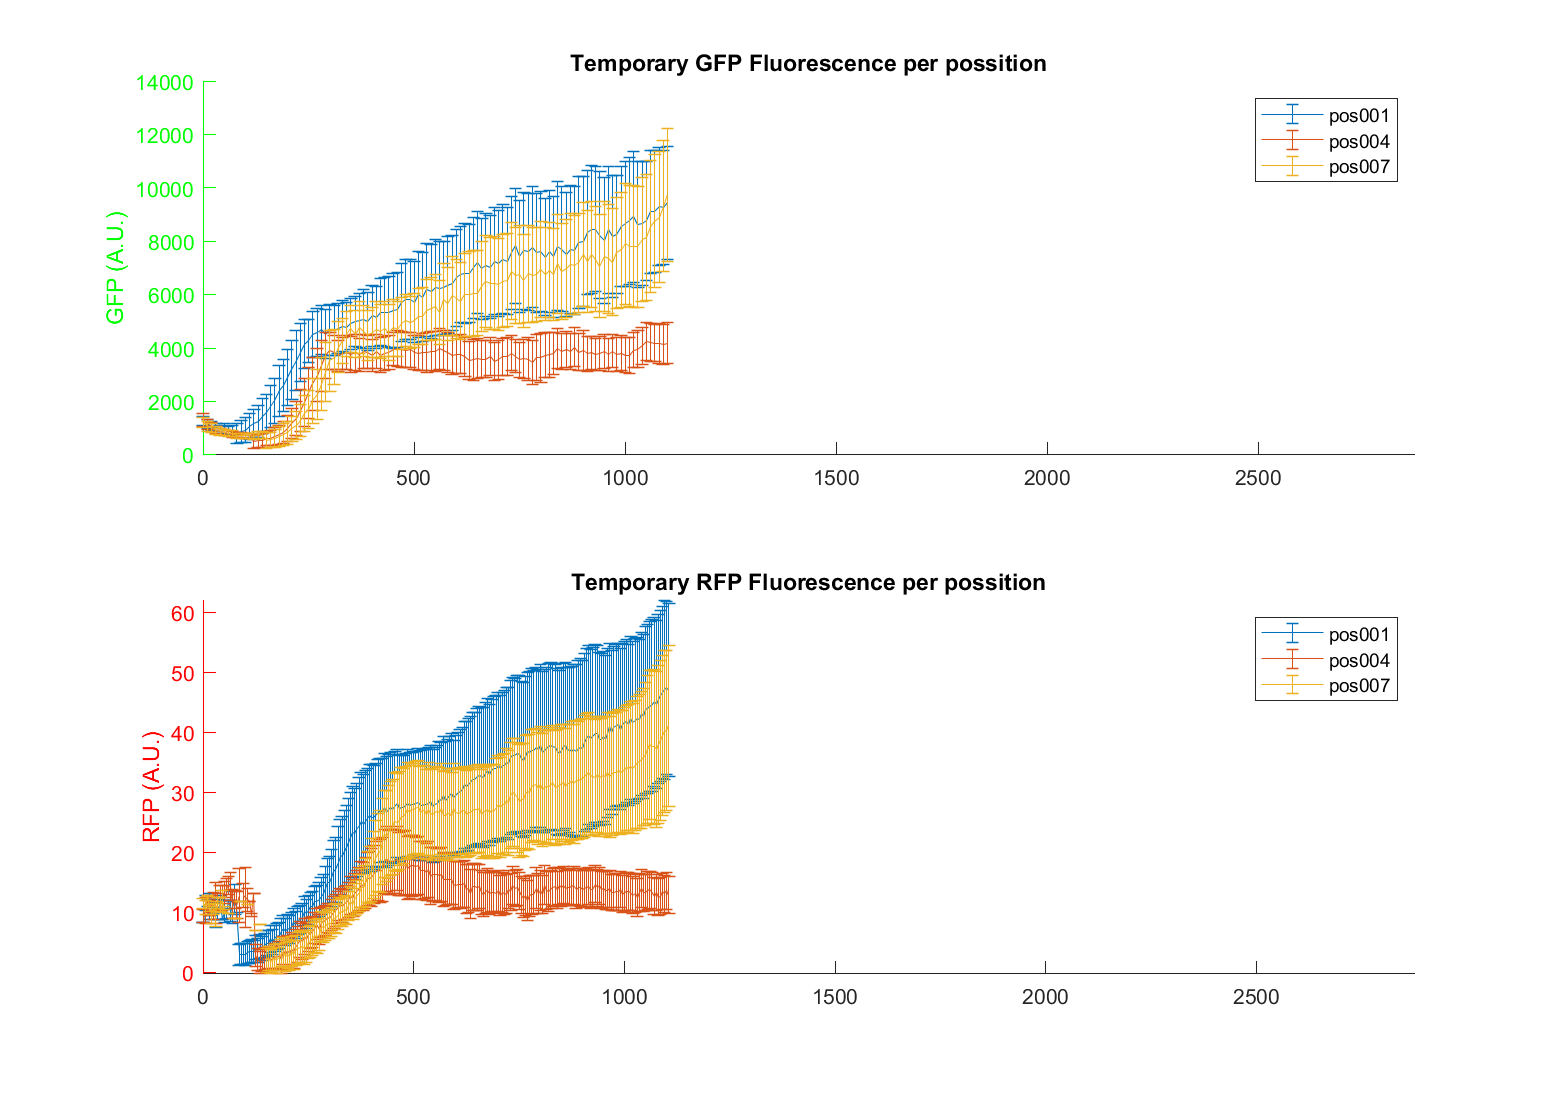 Temporary GFP Fluorescence per possition
14000
12000
10000
8000
6000
4000
2000
0
GFP (A.U.)
0 500 1000 1500 2000 2500
pos001
pos004
pos007
Temporary RFP Fluorescence per possition
60
50
40
30
20
10
0
RFP (A.U.)
0 500 1000 1500 2000 2500
pos001
pos004
pos007